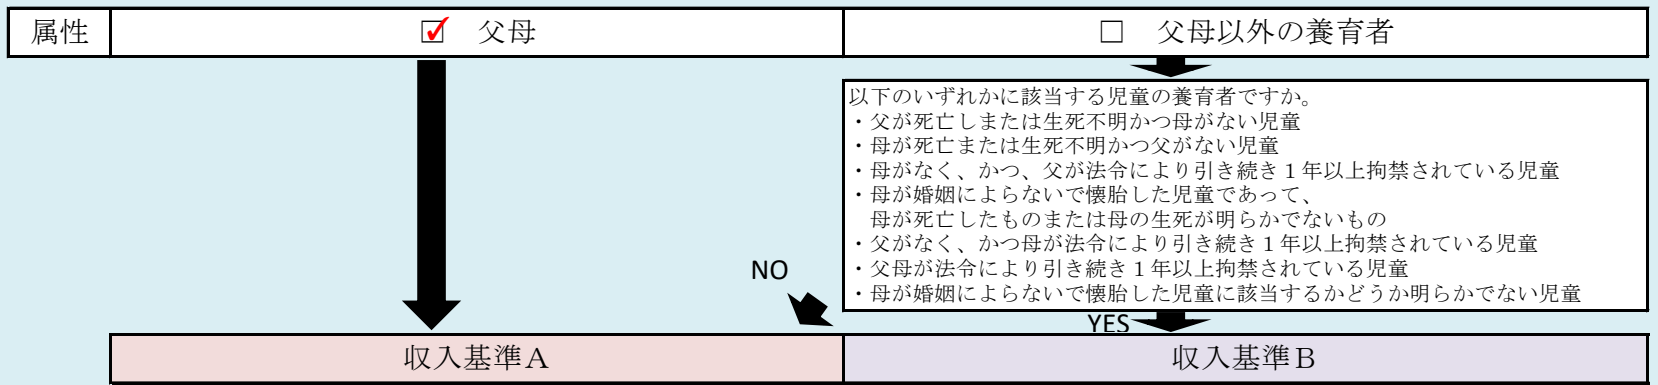 属性
☑ 父母
□ 父母以外の養育者
以下のいずれかに該当する児童の養育者ですか。
・父が死亡しまたは生死不明かつ母がない児童
・母が死亡または生死不明かつ父がない児童
・母がなく、かつ、父が法令により引き続き１年以上拘禁されている児童
・母が婚姻によらないで懐胎した児童であって、
母が死亡したものまたは母の生死が明らかでないもの
・父がなく、かつ母が法令により引き続き１年以上拘禁されている児童
・父母が法令により引き続き１年以上拘禁されている児童
・母が婚姻によらないで懐胎した児童に該当するかどうか明らかでない児童
NO
YES
収入基準Ａ
収入基準Ｂ